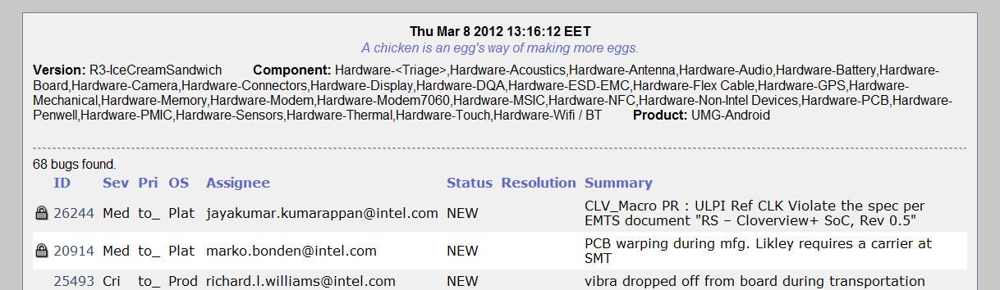 Thu Mar 8 2012 13:16:12 EET
A chicken is an egg's way of making more eggs.
Version: R3-IceCreamSandwich Component: Hardware-<Triage>,Hardware-Acoustics,Hardware-Antenna,Hardware-Audio,Hardware-Battery,Hardware-
Board,Hardware-Camera,Hardware-Connectors,Hardware-Display,Hardware-DQA,Hardware-ESD-EMC,Hardware-Flex Cable,Hardware-GPS,Hardware-
Mechanical,Hardware-Memory,Hardware-Modem,Hardware-Modem7060,Hardware-MSIC,Hardware-NFC,Hardware-Non-Intel Devices,Hardware-PCB,Hardware-
Penwell,Hardware-PMIC,Hardware-Sensors,Hardware-Thermal,Hardware-Touch,Hardware-Wifi / BT Product: UMG-Android
68 bugs found.
ID Sev Pri OS Assignee Status Resolution Summary
26244 Med to_ Plat jayakumar.kumarappan@intel.com NEW CLV_Macro PR : ULPI Ref CLK Violate the spec per
EMTS document "RS – Cloverview+ SoC, Rev 0.5"
20914 Med to_ Plat marko.bonden@intel.com NEW PCB warping during mfg. Likley requires a carrier at
SMT
25493 Cri to_ Prod richard.l.williams@intel.com NEW vibra dropped off from board during transportation